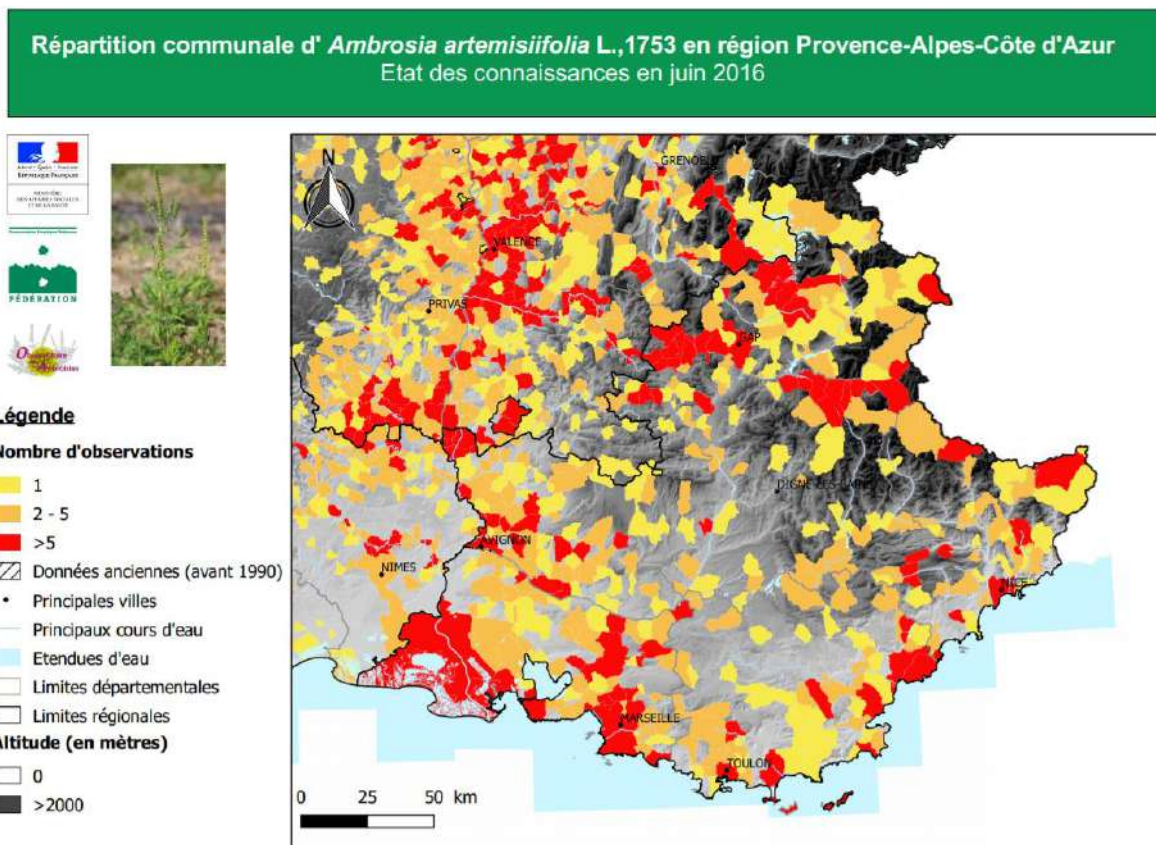 Répartition communale d' Ambrosia artemisiifolia L.,1753 en région Provence-Alpes-Côte d'Azur
Etat des connaissances en juin 2016
RÉPUBLIQUE FRANÇAISE
FÉDÉRATION
N
GRENOBLE
VALENCE
PRIVAS
GAP
DIGNE-LES-BAINS
AVIGNON
NIMES
NICE
MARSEILLE
TOULON
0 25 50 km
Légende
Nombre d'observations
1
2 - 5
>5
Données anciennes (avant 1990)
Principales villes
Principaux cours d'eau
Etendues d'eau
Limites départementales
Limites régionales
Altitude (en mètres)
0
>2000